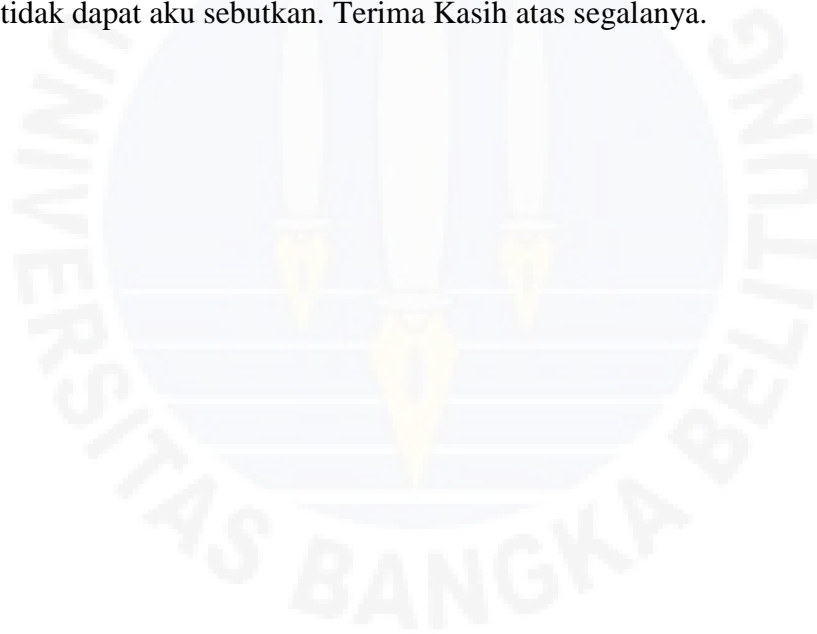 tidak dapat aku sebutkan. Terima Kasih atas segalanya.
UNIVERSITAS BANGKA BELITUNG